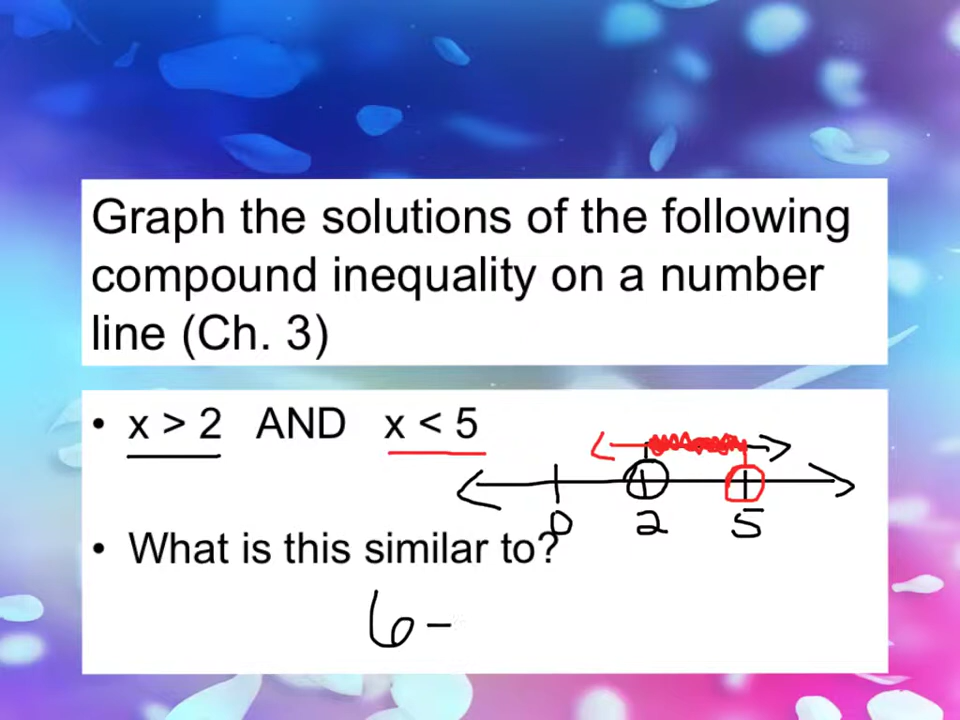 Graph the solutions of the following
compound inequality on a number
line (Ch. 3)
• x > 2 AND x < 5
0 2 5
• What is this similar to?
6 –